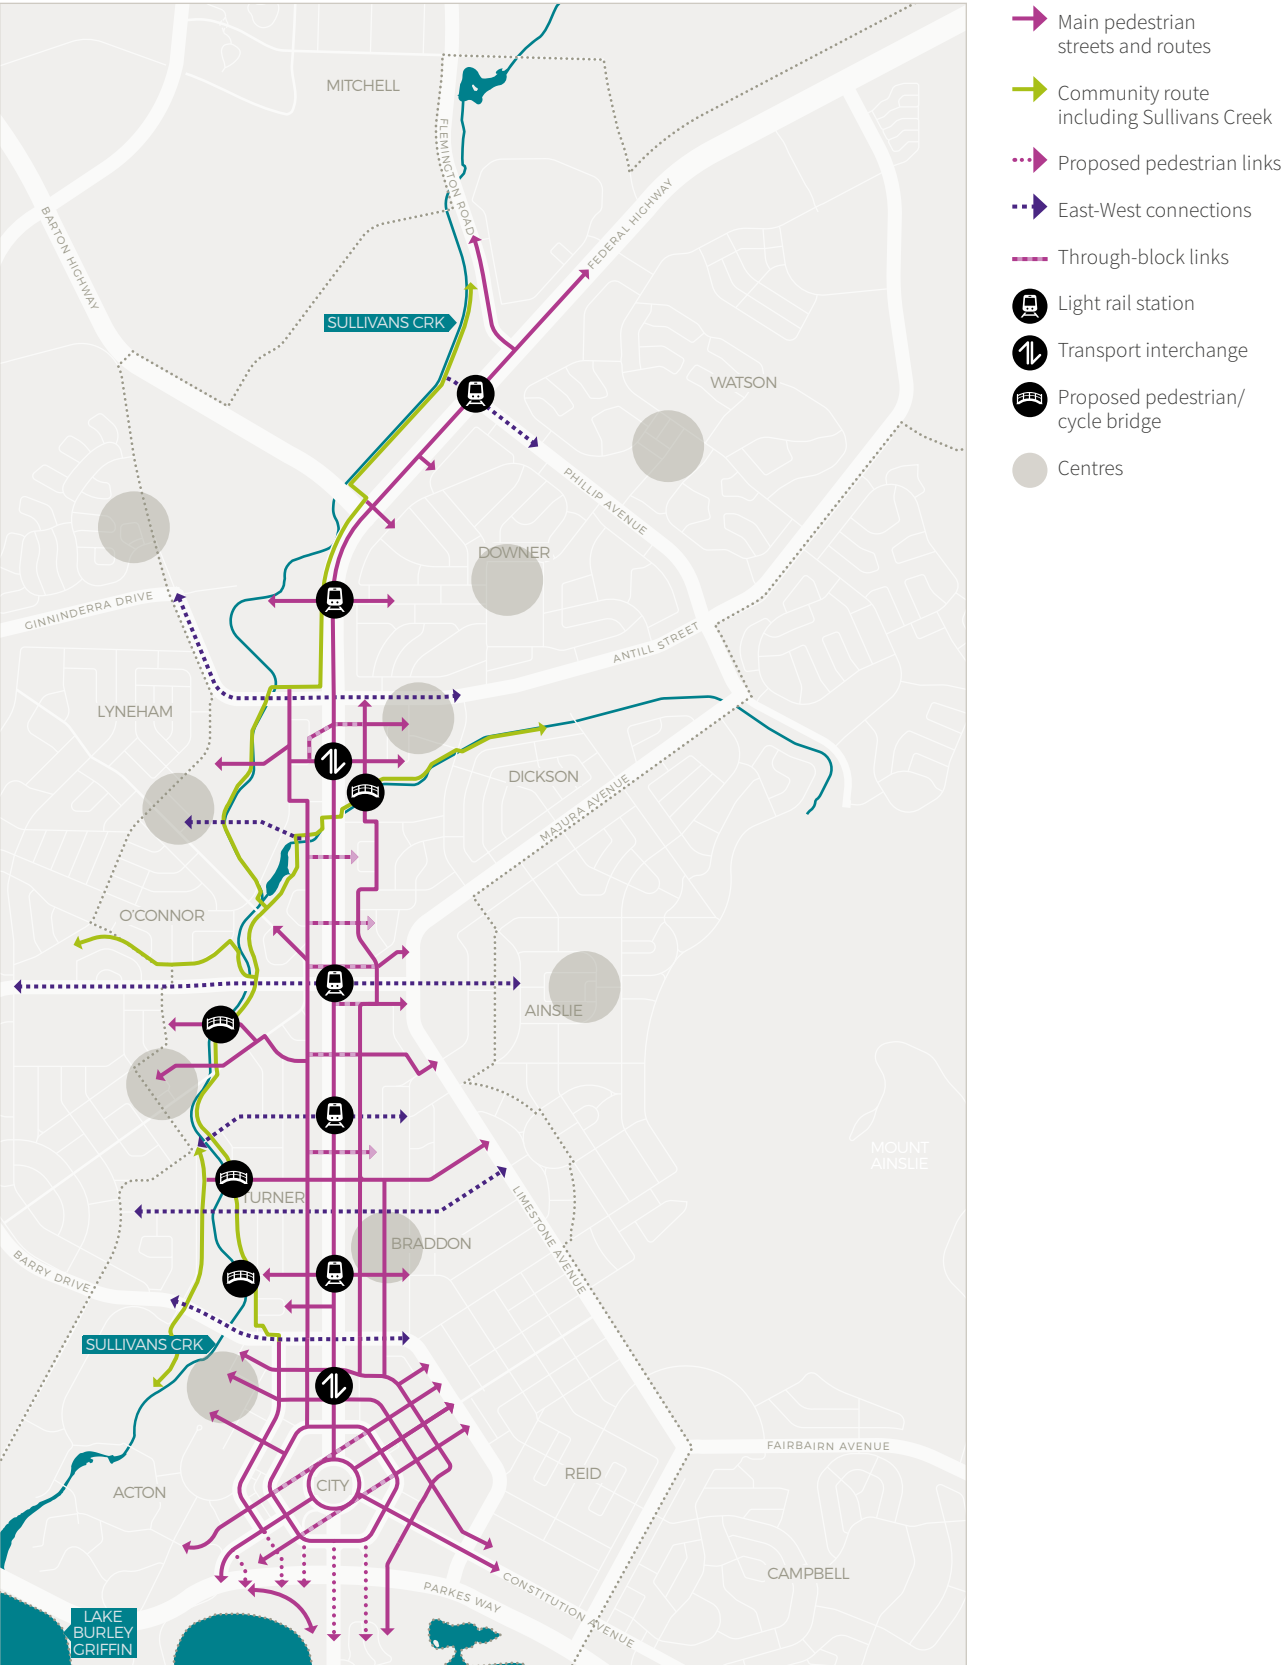 MITCHELL
FLEMINGTON ROAD
BARTON HIGHWAY
FEDERAL HIGHWAY
SULLIVANS CRK
WATSON
PHILLIP AVENUE
DOWNER
GINNINDERRA DRIVE
ANTILL STREET
LYNEHAM
DICKSON
MAJURA AVENUE
O'CONNOR
AINSLIE
MOUNT
AINSLIE
TURNER
LIMESTONE AVENUE
BRADDON
BARRY DRIVE
SULLIVANS CRK
FAIRBAIRN AVENUE
REID
CITY
ACTON
CAMPBELL
PARKES WAY
CONSTITUTION AVENUE
LAKE
BURLEY
GRIFFIN
Main pedestrian
streets and routes
Community route
including Sullivans Creek
Proposed pedestrian links
East-West connections
Through-block links
Light rail station
Transport interchange
Proposed pedestrian/
cycle bridge
Centres